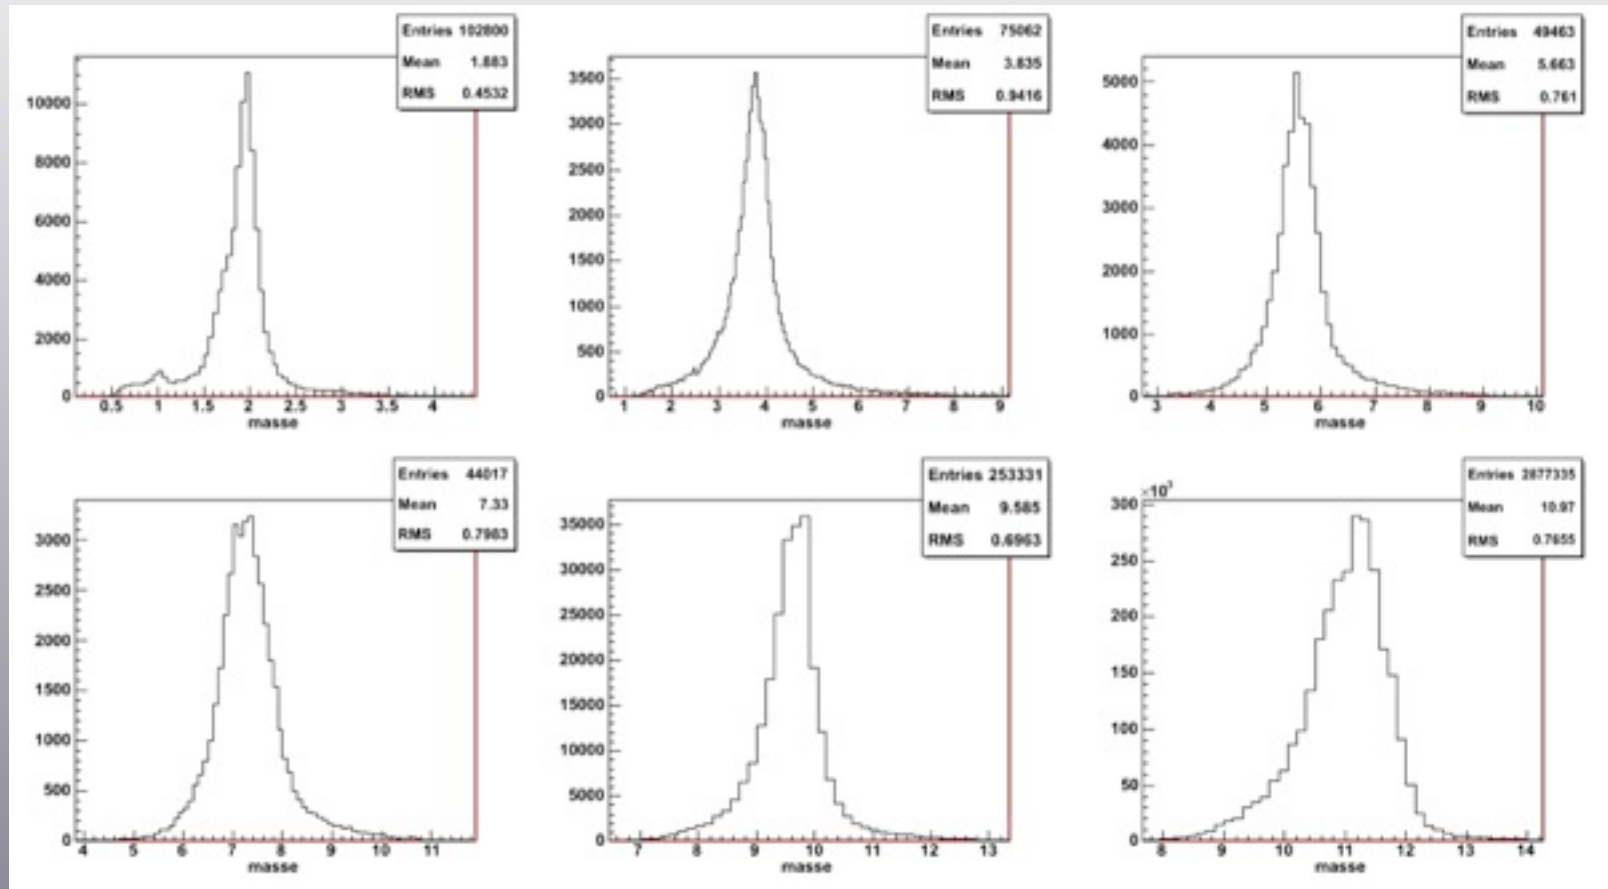 Entries 102800
Mean 1.883
RMS 0.4532
10000
8000
6000
4000
2000
0
0.5 1 1.5 2 2.5 3 3.5 4
masse
Entries 75062
Mean 3.835
RMS 0.9416
3500
3000
2500
2000
1500
1000
500
0
1 2 3 4 5 6 7 8 9
masse
Entries 49463
Mean 5.663
RMS 0.761
5000
4000
3000
2000
1000
0
3 4 5 6 7 8 9 10
masse
Entries 44017
Mean 7.33
RMS 0.7983
3000
2500
2000
1500
1000
500
0
4 5 6 7 8 9 10 11
masse
Entries 253331
Mean 9.585
RMS 0.6963
35000
30000
25000
20000
15000
10000
5000
0
7 8 9 10 11 12 13
masse
Entries 2877335
Mean 10.97
RMS 0.7655
×10³
300
250
200
150
100
50
0
8 9 10 11 12 13 14
masse